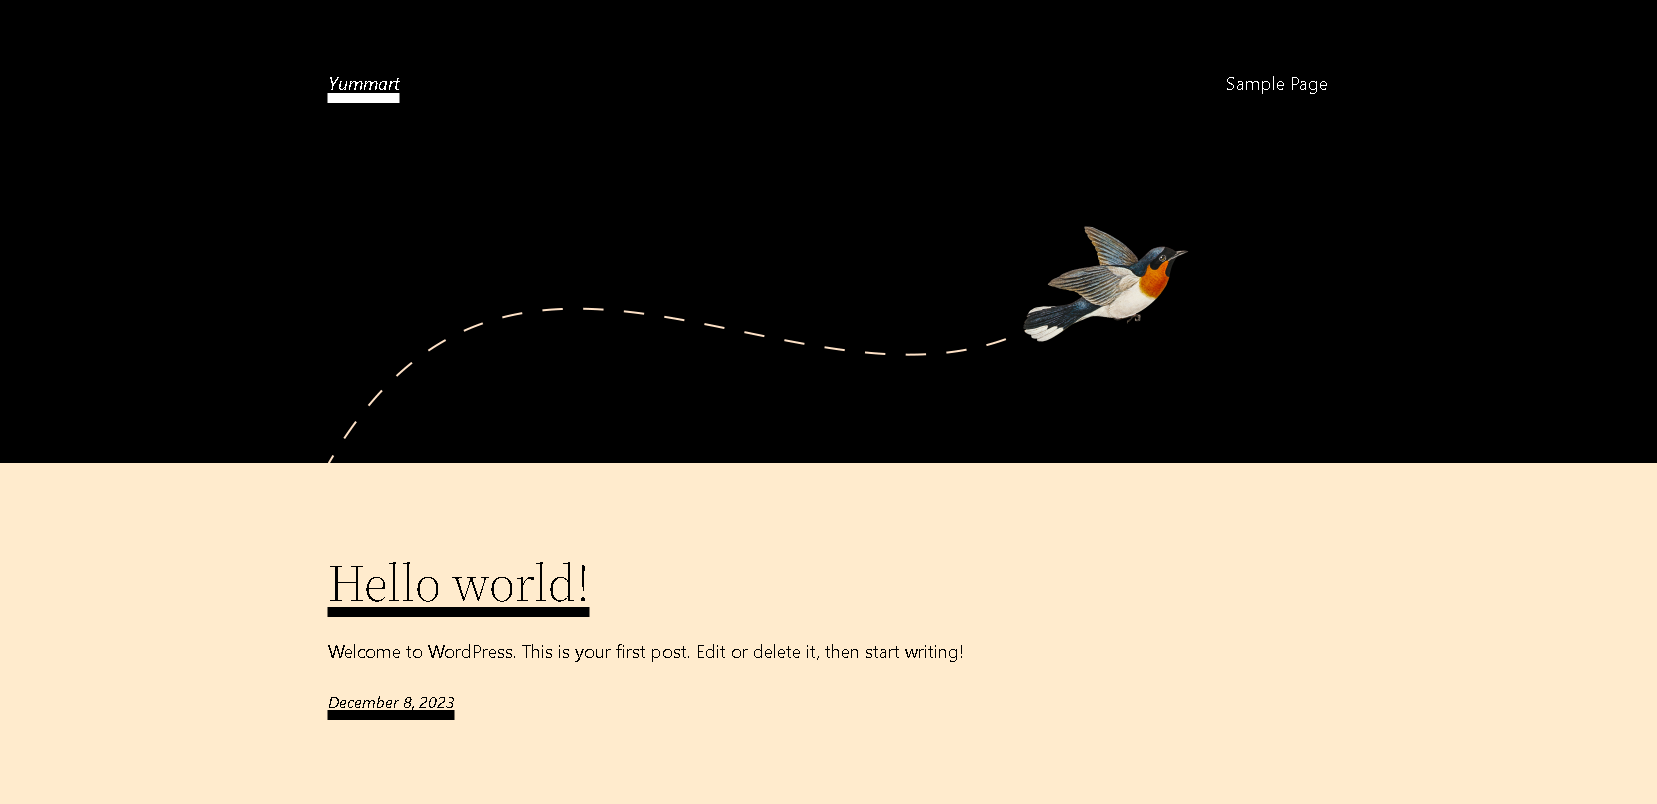 Yummart
Sample Page
Hello world!
Welcome to WordPress. This is your first post. Edit or delete it, then start writing!
December 8, 2023